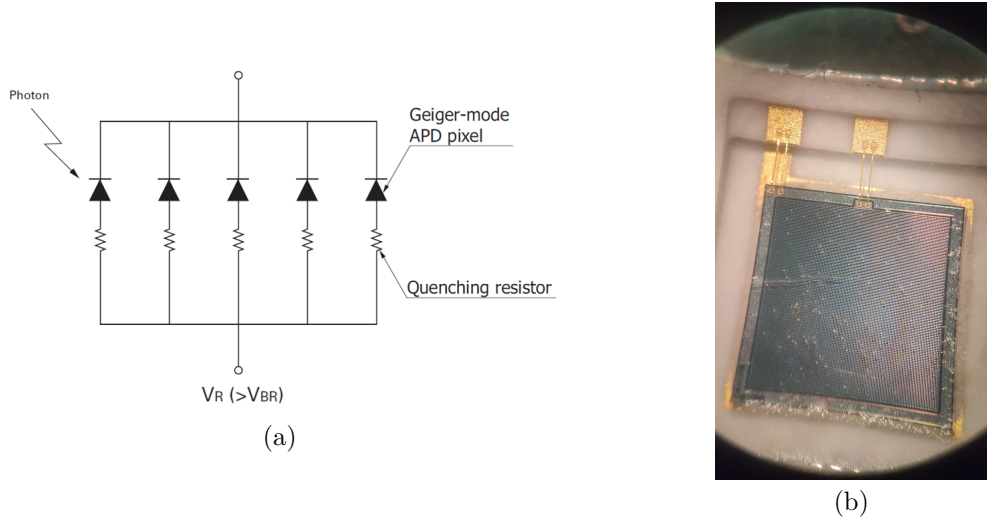 Photon
Geiger-mode
APD pixel
Quenching resistor
VR (>VBR)
(a)
(b)